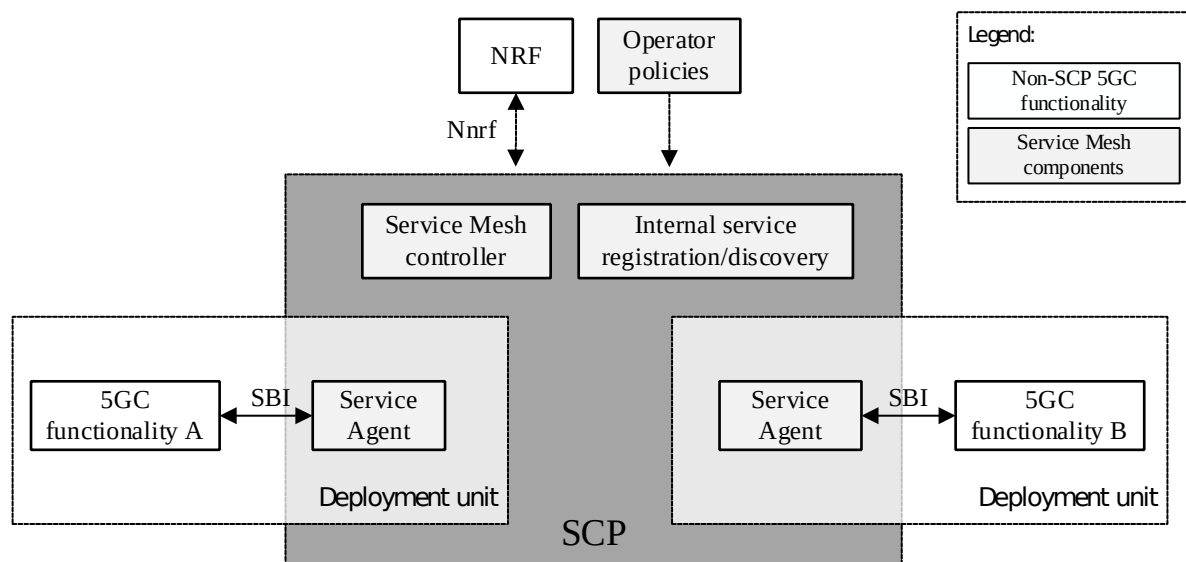 NRF
Operator
policies
Legend:
Non-SCP 5GC
functionality
Service Mesh
components
Nnrf
Service Mesh
controller
Internal service
registration/discovery
5GC
functionality A
SBI
Service
Agent
Deployment unit
Service
Agent
SBI
5GC
functionality B
Deployment unit
SCP